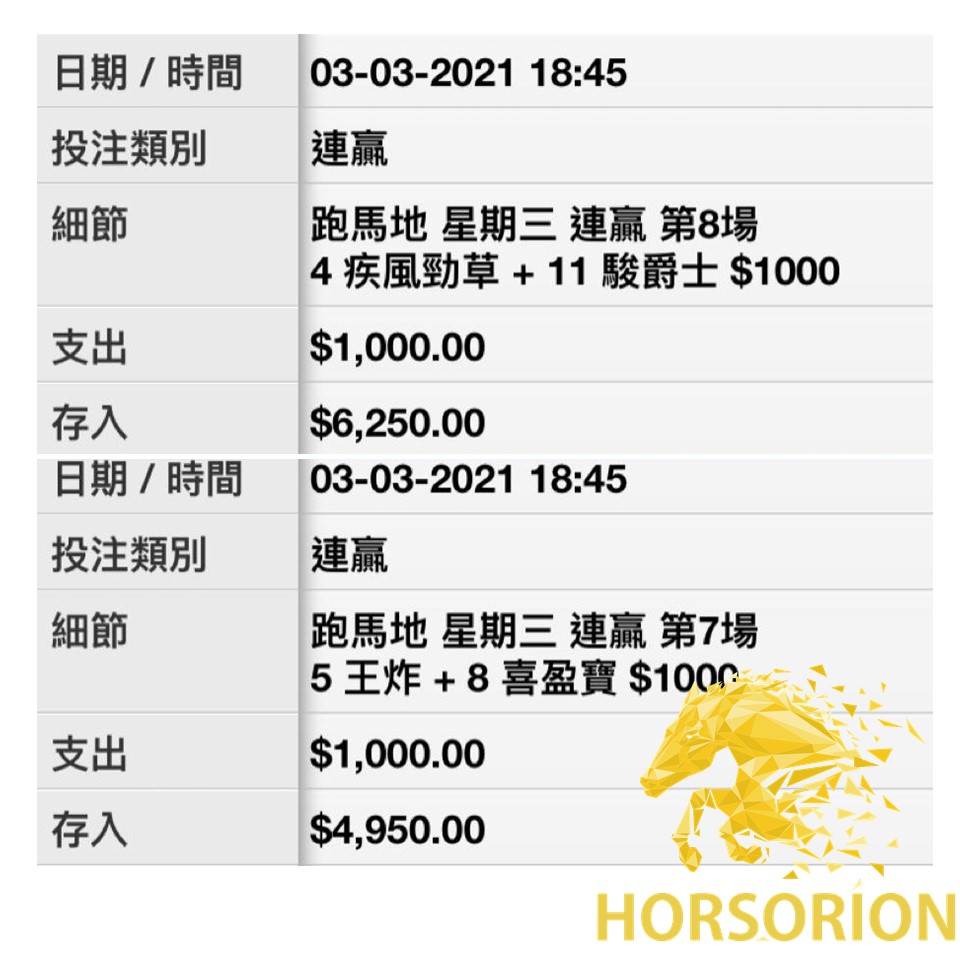 日期 / 時間 03-03-2021 18:45
投注類別 連贏
細節 跑馬地 星期三 連贏 第8場
4 疾風勁草 + 11 駿爵士 $1000
支出 $1,000.00
存入 $6,250.00
日期 / 時間 03-03-2021 18:45
投注類別 連贏
細節 跑馬地 星期三 連贏 第7場
5 王炸 + 8 喜盈寶 $1000
支出 $1,000.00
存入 $4,950.00
HORSORION